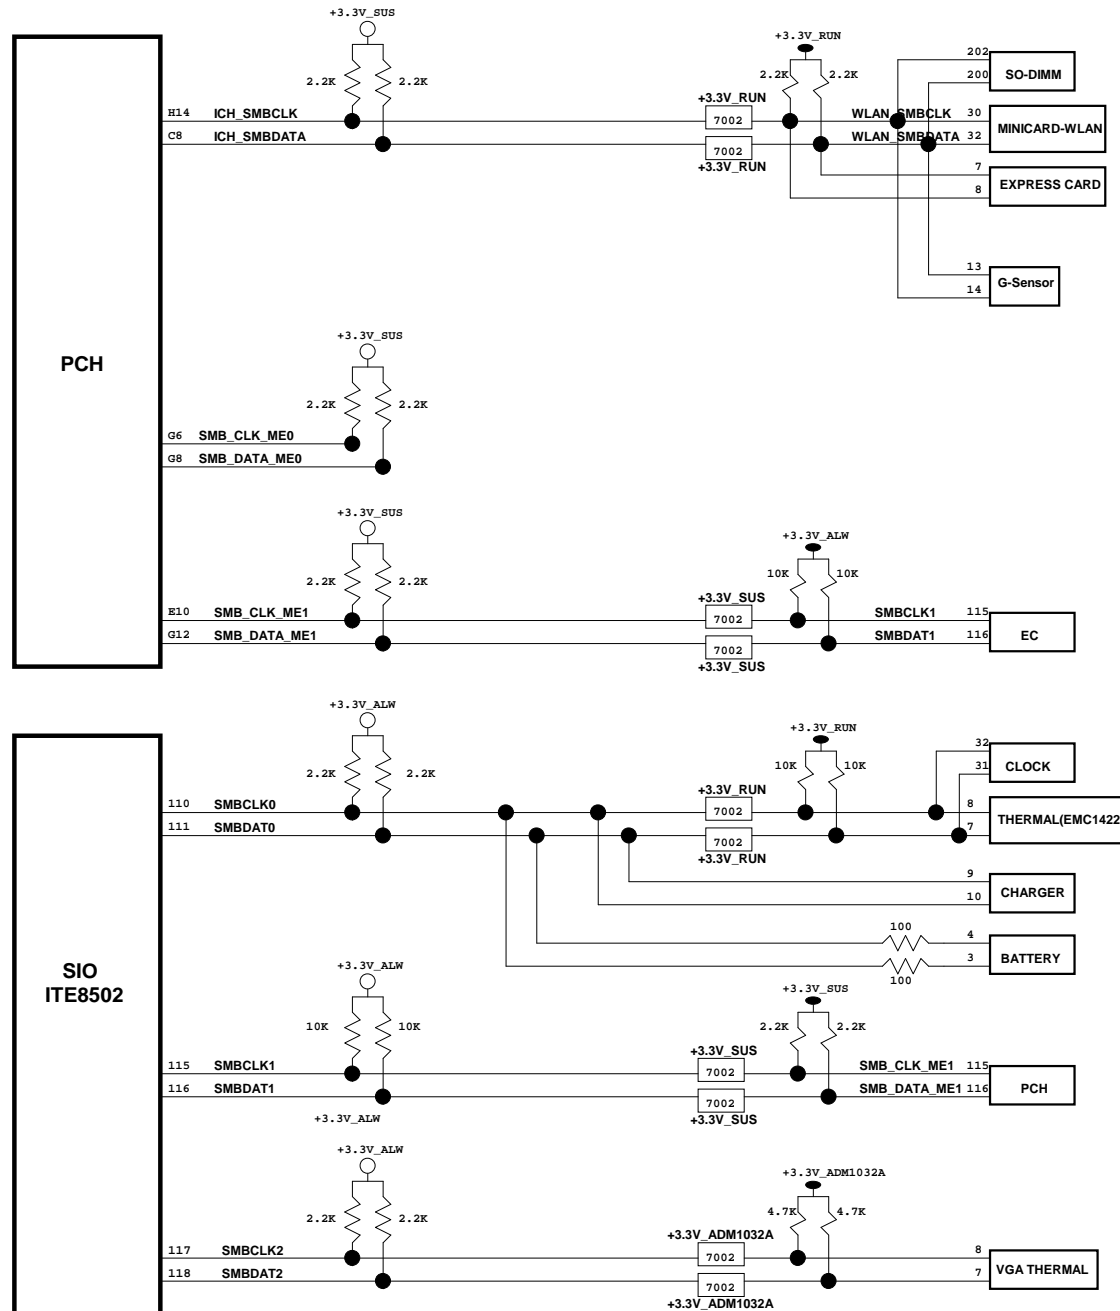 +3.3V_SUS
2.2K 2.2K
+3.3V_RUN
2.2K 2.2K
202
200 SO-DIMM
H14 ICH_SMBCLK +3.3V_RUN 7002 WLAN_SMBCLK 30
C8 ICH_SMBDATA 7002 +3.3V_RUN WLAN_SMBDATA 32
MINICARD-WLAN
7
8 EXPRESS CARD
13
14 G-Sensor
PCH
+3.3V_SUS
2.2K 2.2K
G6 SMB_CLK_ME0
G8 SMB_DATA_ME0
+3.3V_SUS
2.2K 2.2K
+3.3V_ALW
10K 10K
E10 SMB_CLK_ME1 +3.3V_SUS 7002 SMBCLK1 115
G12 SMB_DATA_ME1 7002 +3.3V_SUS SMBDAT1 116
EC
+3.3V_ALW
2.2K 2.2K
+3.3V_RUN
10K 10K
32
31 CLOCK
110 SMBCLK0 +3.3V_RUN 7002 8
111 SMBDAT0 7002 +3.3V_RUN 7
THERMAL(EMC1422
9
10 CHARGER
100 4
3 BATTERY
100
SIO
ITE8502
+3.3V_ALW
10K 10K
+3.3V_SUS
2.2K 2.2K
115 SMBCLK1 +3.3V_SUS 7002 SMB_CLK_ME1 115
116 SMBDAT1 7002 +3.3V_SUS SMB_DATA_ME1 116
PCH
+3.3V_ALW
+3.3V_ALW
2.2K 2.2K
+3.3V_ADM1032A
4.7K 4.7K
117 SMBCLK2 +3.3V_ADM1032A 7002 8
118 SMBDAT2 7002 +3.3V_ADM1032A 7
VGA THERMAL